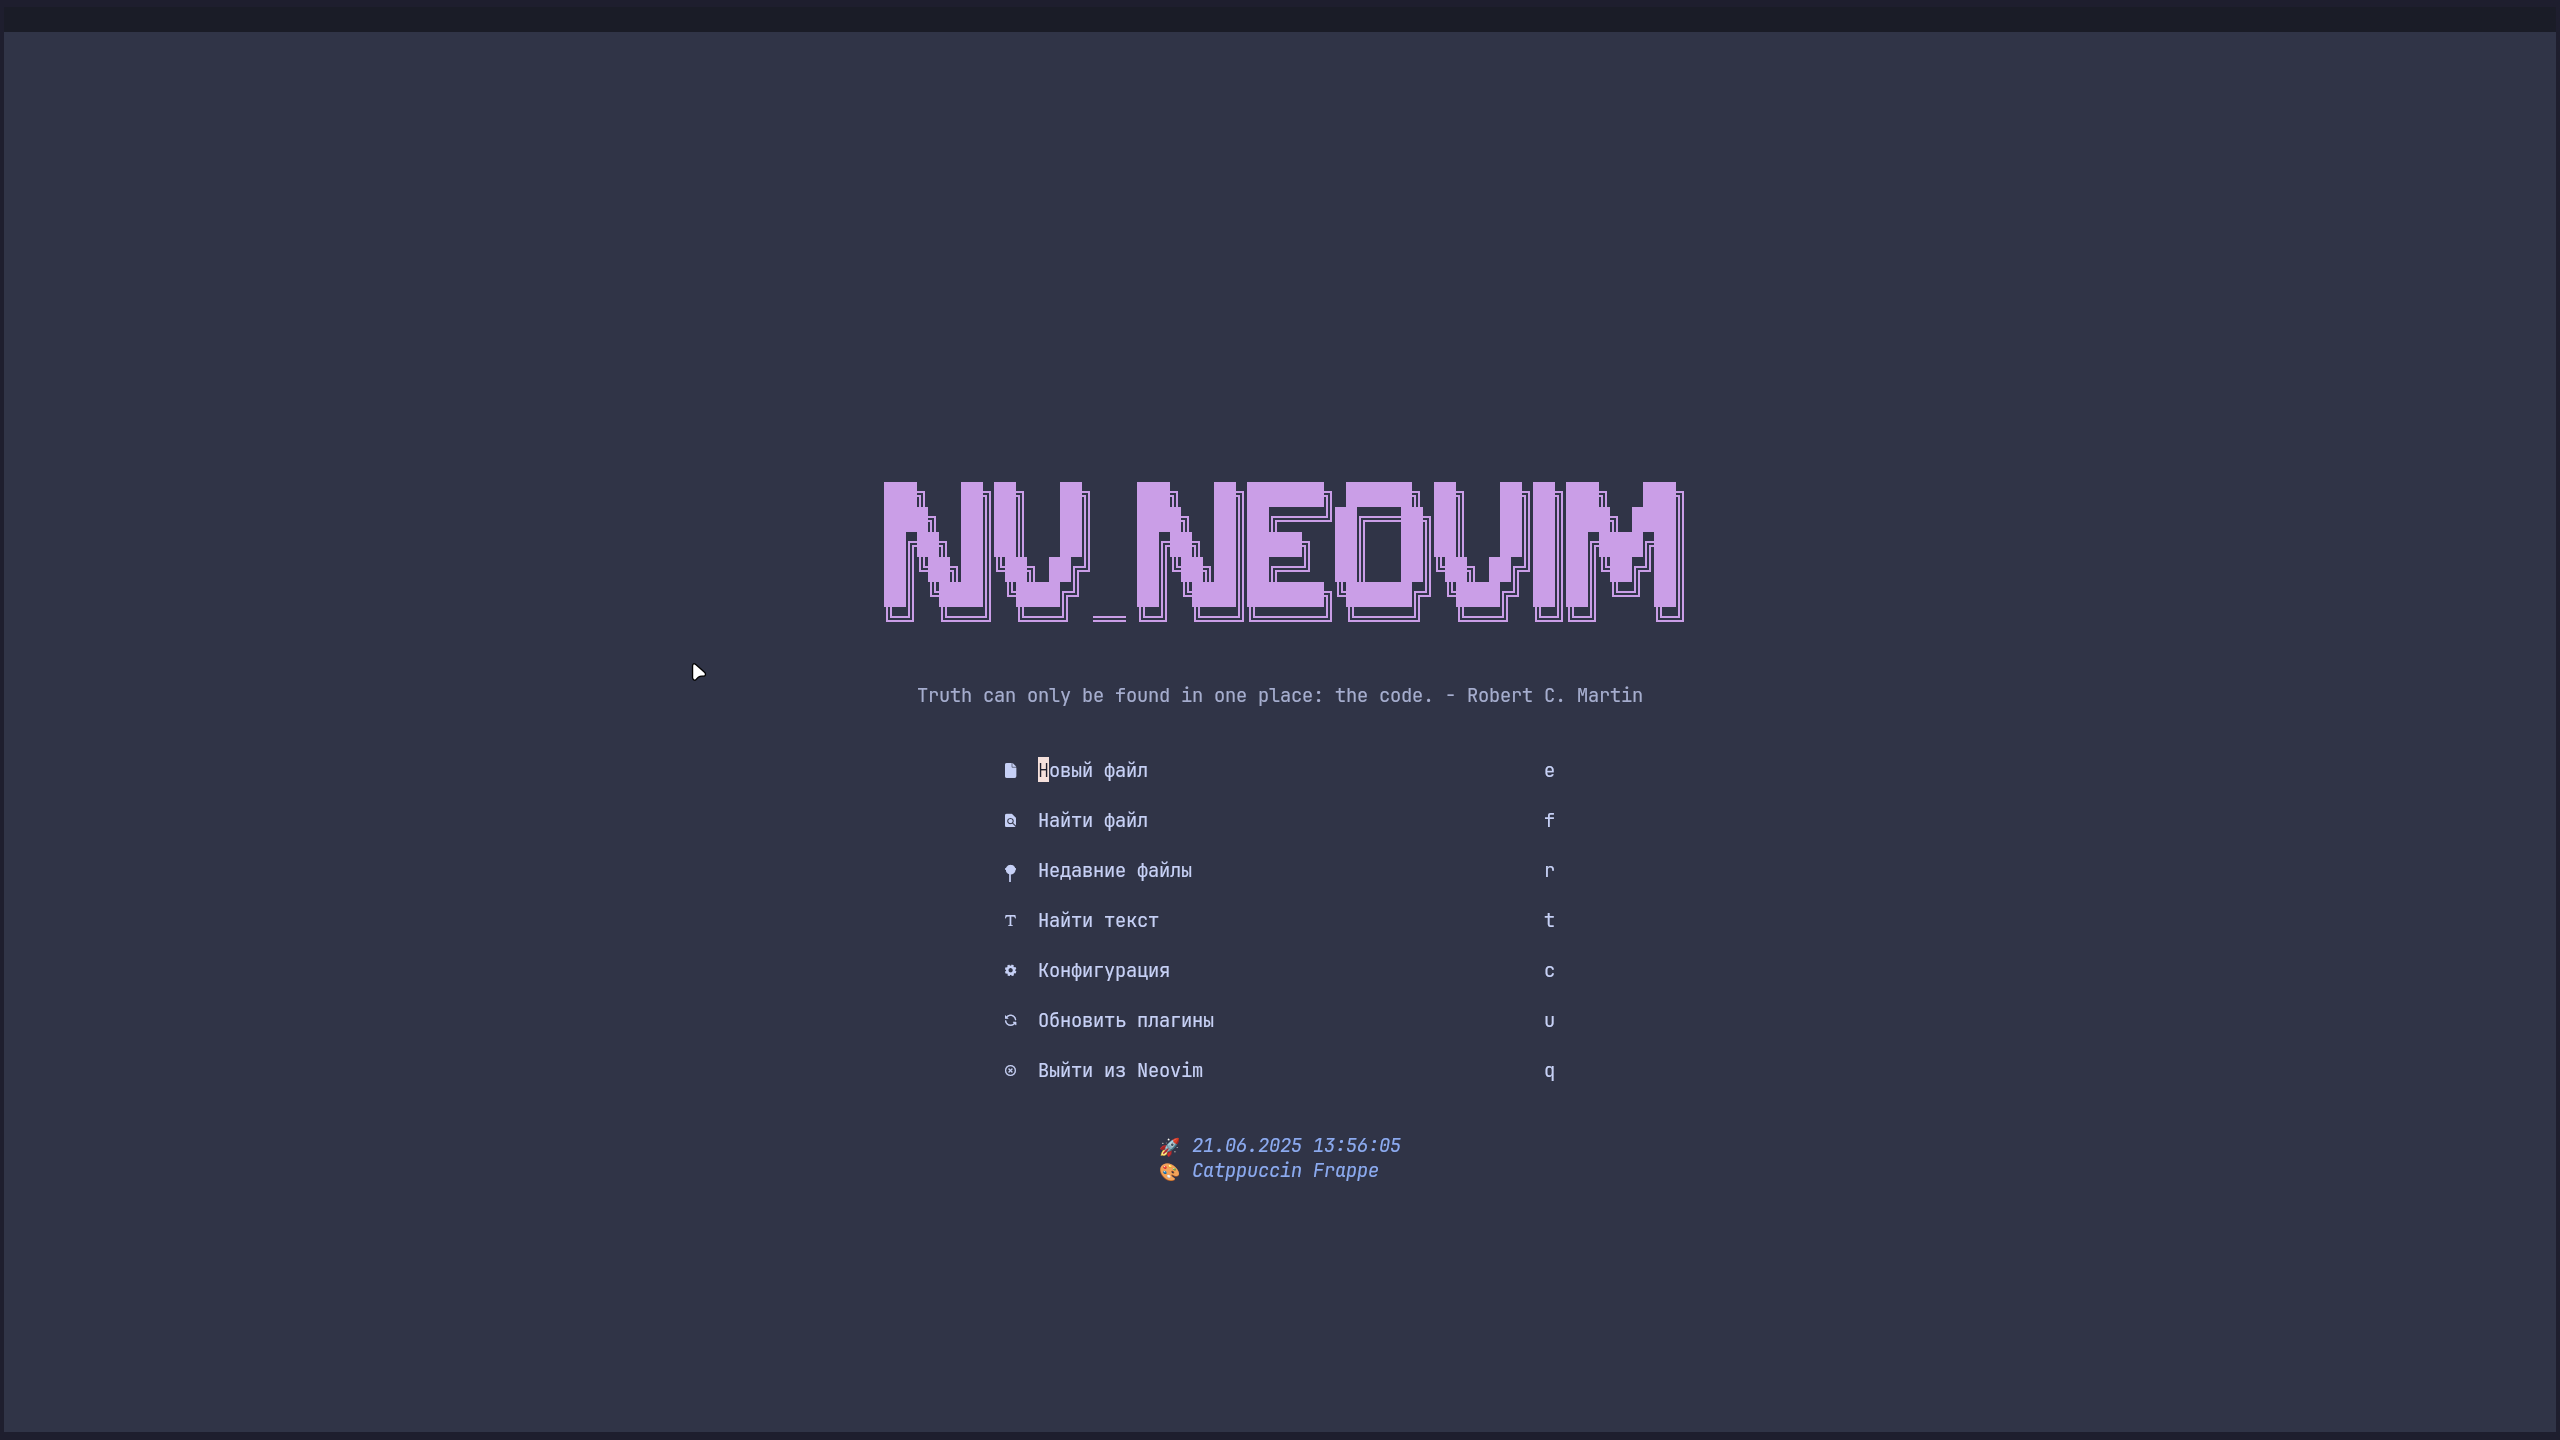 NV_NEOVIM
Truth can only be found in one place: the code. - Robert C. Martin
Новый файл e
Найти файл f
Недавние файлы r
Найти текст t
Конфигурация c
Обновить плагины u
Выйти из Neovim q
🚀 21.06.2025 13:56:05
🎨 Catppuccin Frappe